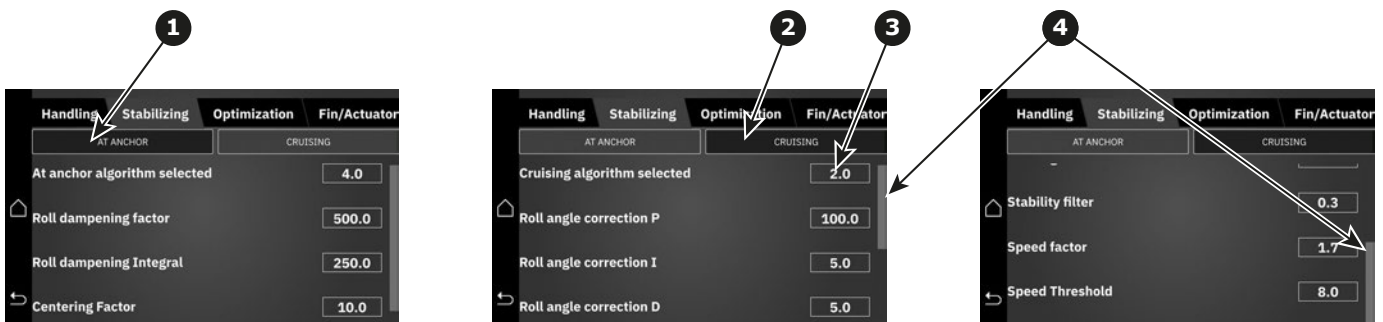 1
2
3
4
Handling Stabilizing Optimization Fin/Actuator
AT ANCHOR CRUISING
At anchor algorithm selected 4.0
Roll dampening factor 500.0
Roll dampening Integral 250.0
Centering Factor 10.0
Handling Stabilizing Optimization Fin/Actuator
AT ANCHOR CRUISING
Cruising algorithm selected 2.0
Roll angle correction P 100.0
Roll angle correction I 5.0
Roll angle correction D 5.0
Handling Stabilizing Optimization Fin/Actuator
AT ANCHOR CRUISING
Stability filter 0.3
Speed factor 1.7
Speed Threshold 8.0